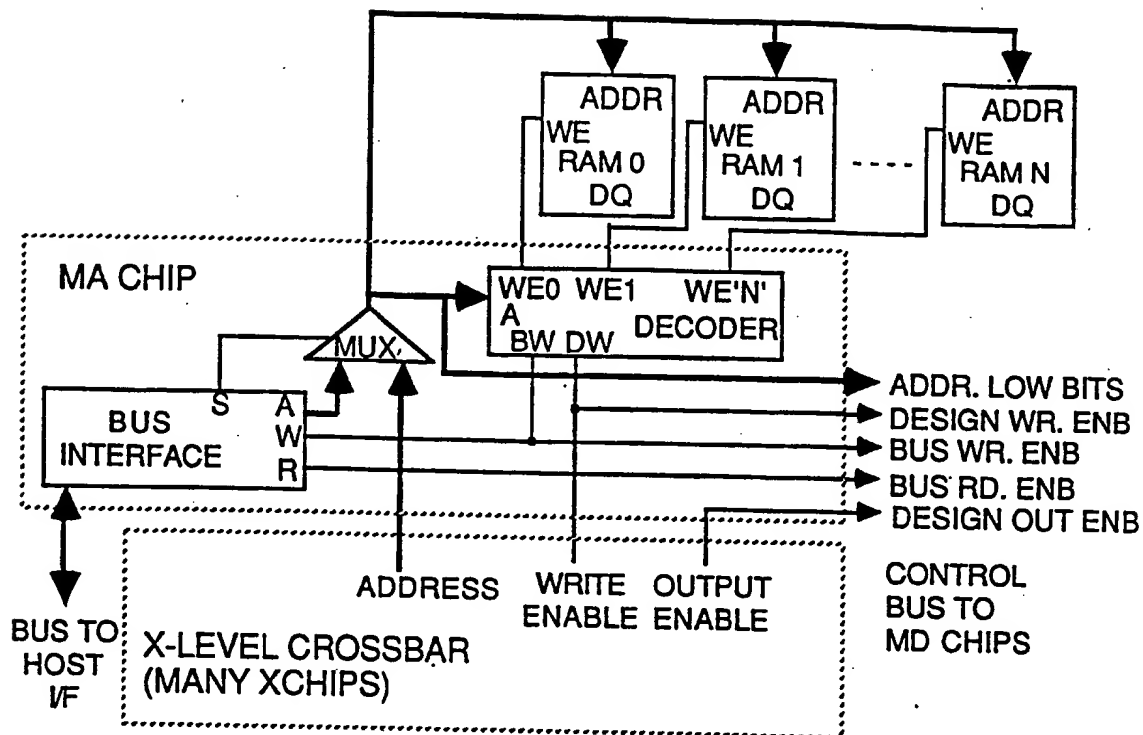 ADDR
WE
RAM 0
DQ
ADDR
WE
RAM 1
DQ
ADDR
WE
RAM N
DQ
MA CHIP
WE0 WE1 WE'N'
A
DECODER
BW DW
MUX
S
A
BUS
INTERFACE
W
R
ADDR. LOW BITS
DESIGN WR. ENB
BUS WR. ENB
BUS RD. ENB
DESIGN OUT ENB
ADDRESS
WRITE
ENABLE
OUTPUT
ENABLE
CONTROL
BUS TO
MD CHIPS
BUS TO
HOST
I/F
X-LEVEL CROSSBAR
(MANY XCHIPS)